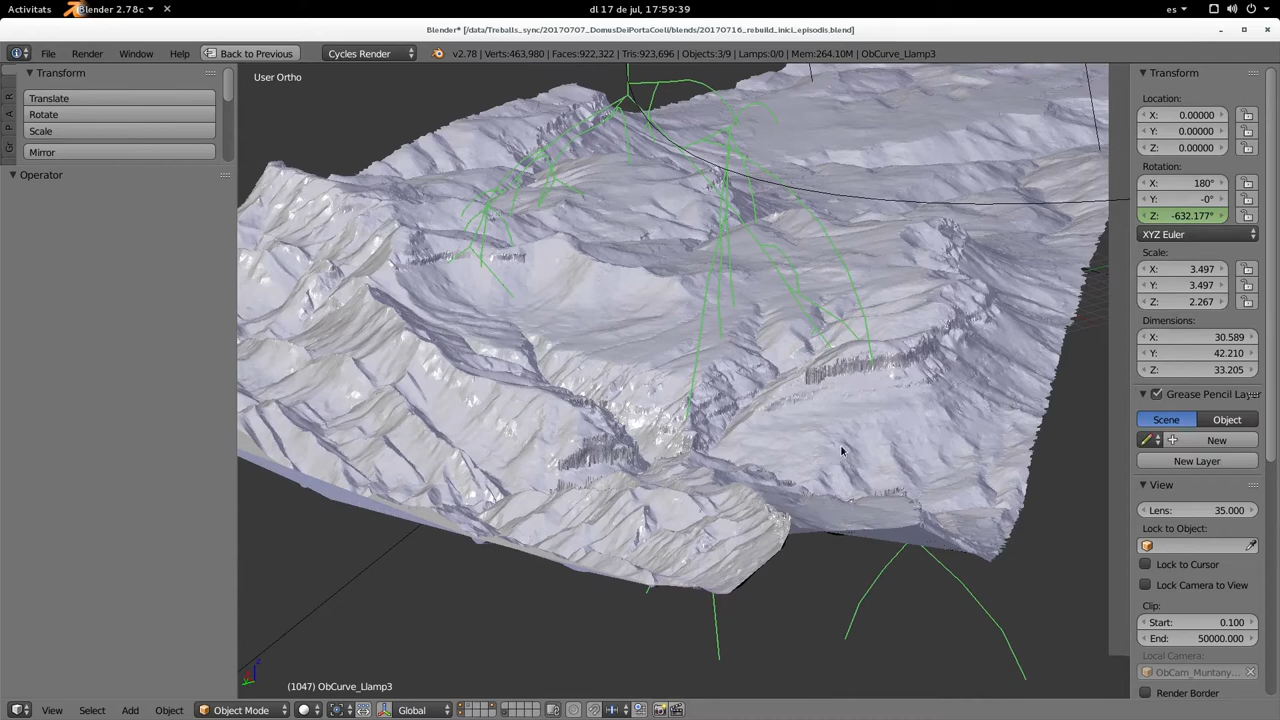 Activitats Blender 2.78c × dl 17 de jul, 17:59:39 es
Blender* [/data/Treballs_sync/20170707_DomusDeiPortaCoeli/blends/20170716_rebuild_inici_episodis.blend]
File Render Window Help Back to Previous Cycles Render v2.78 | Verts:463,980 | Faces:922,322 | Tris:923,696 | Objects:3/9 | Lamps:0/0 | Mem:264.10M | ObCurve_Llamp3
Transform
Translate
Rotate
Scale
Mirror
Operator
R
A
P
Gr
User Ortho
(1047) ObCurve_Llamp3
Transform
Location:
X: 0.00000
Y: 0.00000
Z: 0.00000
Rotation:
X: 180°
Y: -0°
Z: -632.177°
XYZ Euler
Scale:
X: 3.497
Y: 3.497
Z: 2.267
Dimensions:
X: 30.589
Y: 42.210
Z: 33.205
Grease Pencil Laye
Scene Object
New
New Layer
View
Lens: 35.000
Lock to Object:
Lock to Cursor
Lock Camera to View
Clip:
Start: 0.100
End: 50000.000
Local Camera:
ObCam_Muntany...
Render Border
View Select Add Object Object Mode Global